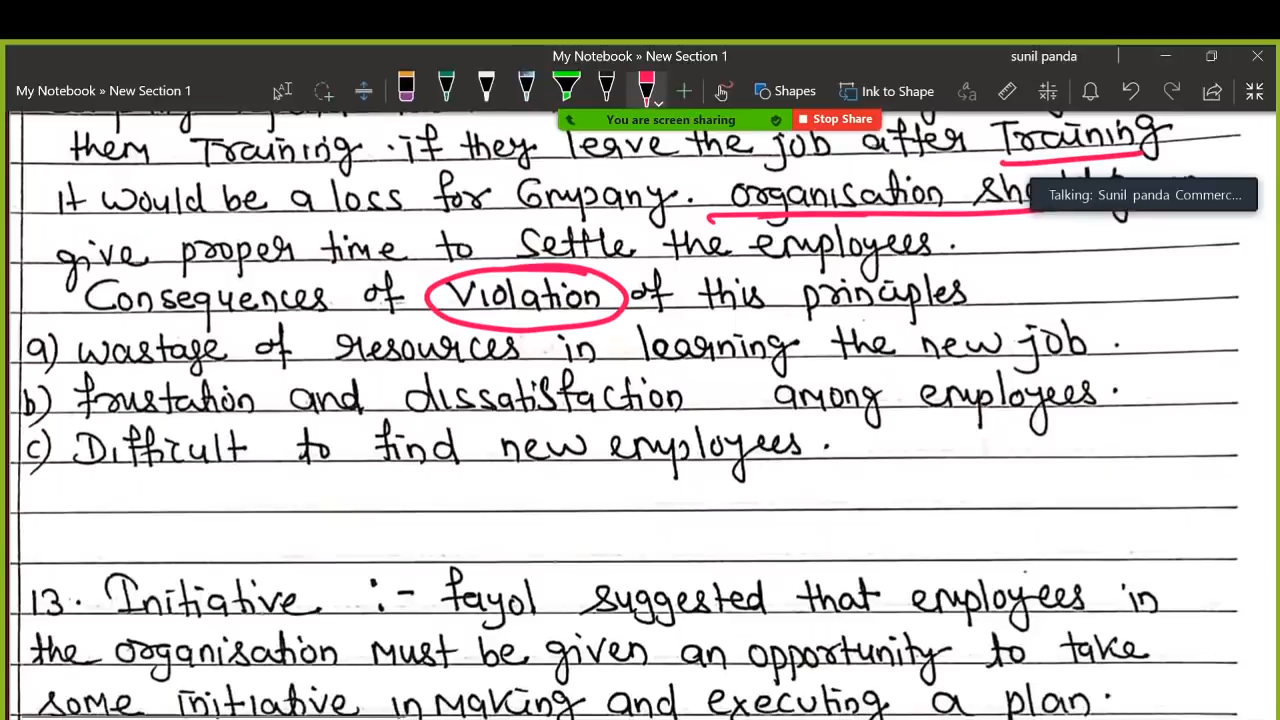 My Notebook » New Section 1
sunil panda
My Notebook » New Section 1
Shapes
Ink to Shape
You are screen sharing
Stop Share
them Training . if they leave the job after Training
Talking: Sunil panda Commerc...
it would be a loss for Company. organisation
give proper time to settle the employees.
Consequences of Violation of this principles
a) wastage of resources in learning the new job.
b) frustation and dissatisfaction among employees.
c) Difficult to find new employees.
13. Initiative :- fayol suggested that employees in
the organisation must be given an opportunity to take
some initiative in making and executing a plan.